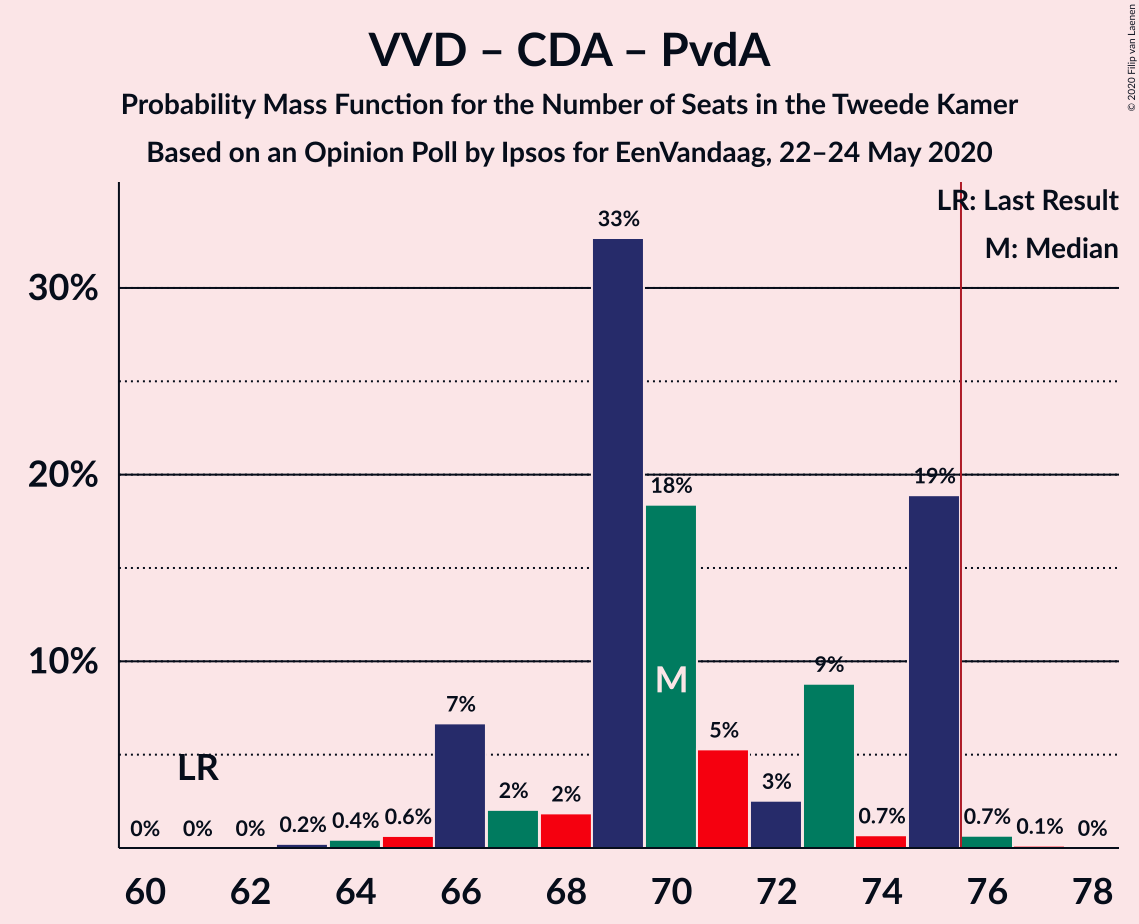 VVD – CDA – PvdA
Probability Mass Function for the Number of Seats in the Tweede Kamer
Based on an Opinion Poll by Ipsos for EenVandaag, 22–24 May 2020
© 2020 Filip van Laenen
LR: Last Result
M: Median
30%
20%
10%
0%
0%
0%
0.2%
0.4%
0.6%
7%
2%
2%
33%
18%
5%
3%
9%
0.7%
19%
0.7%
0.1%
0%
LR
M
60 62 64 66 68 70 72 74 76 78